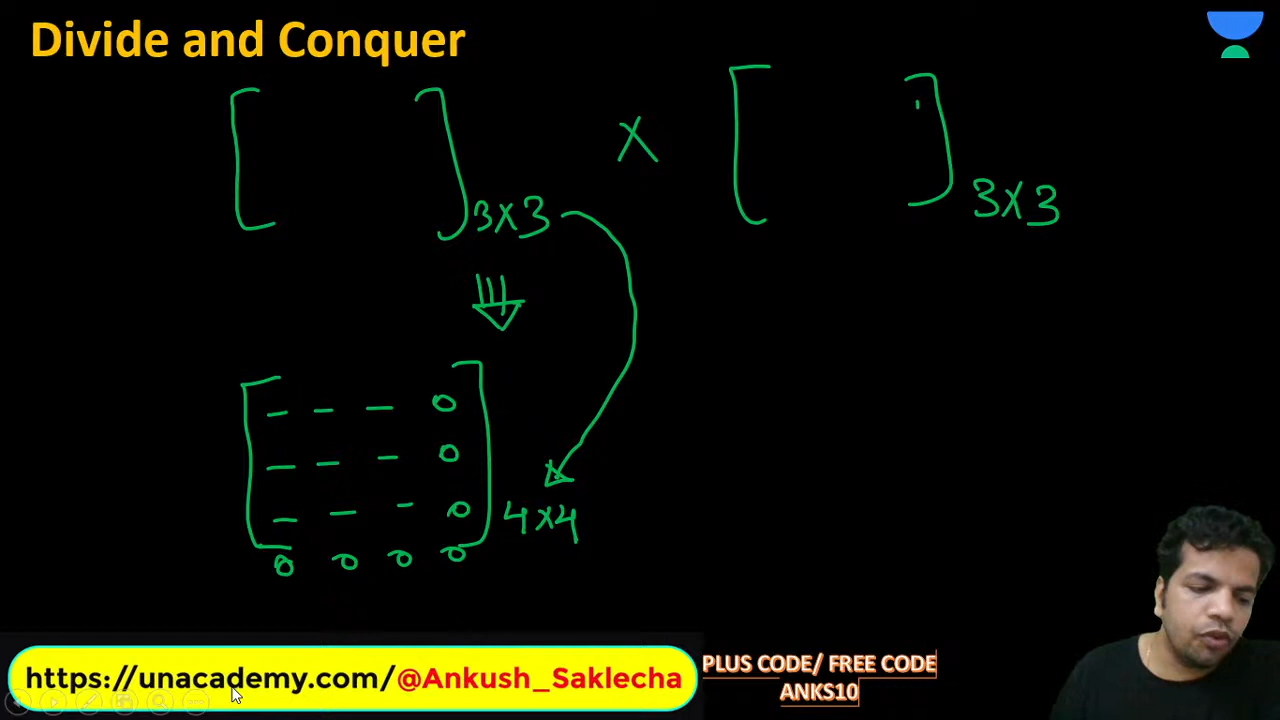 Divide and Conquer
[ ]3x3 X [ ]3x3
- - - 0
- - - 0
- - - 0
4x4
0 0 0 0
https://unacademy.com/@Ankush_Saklecha
PLUS CODE/ FREE CODE
ANKS10